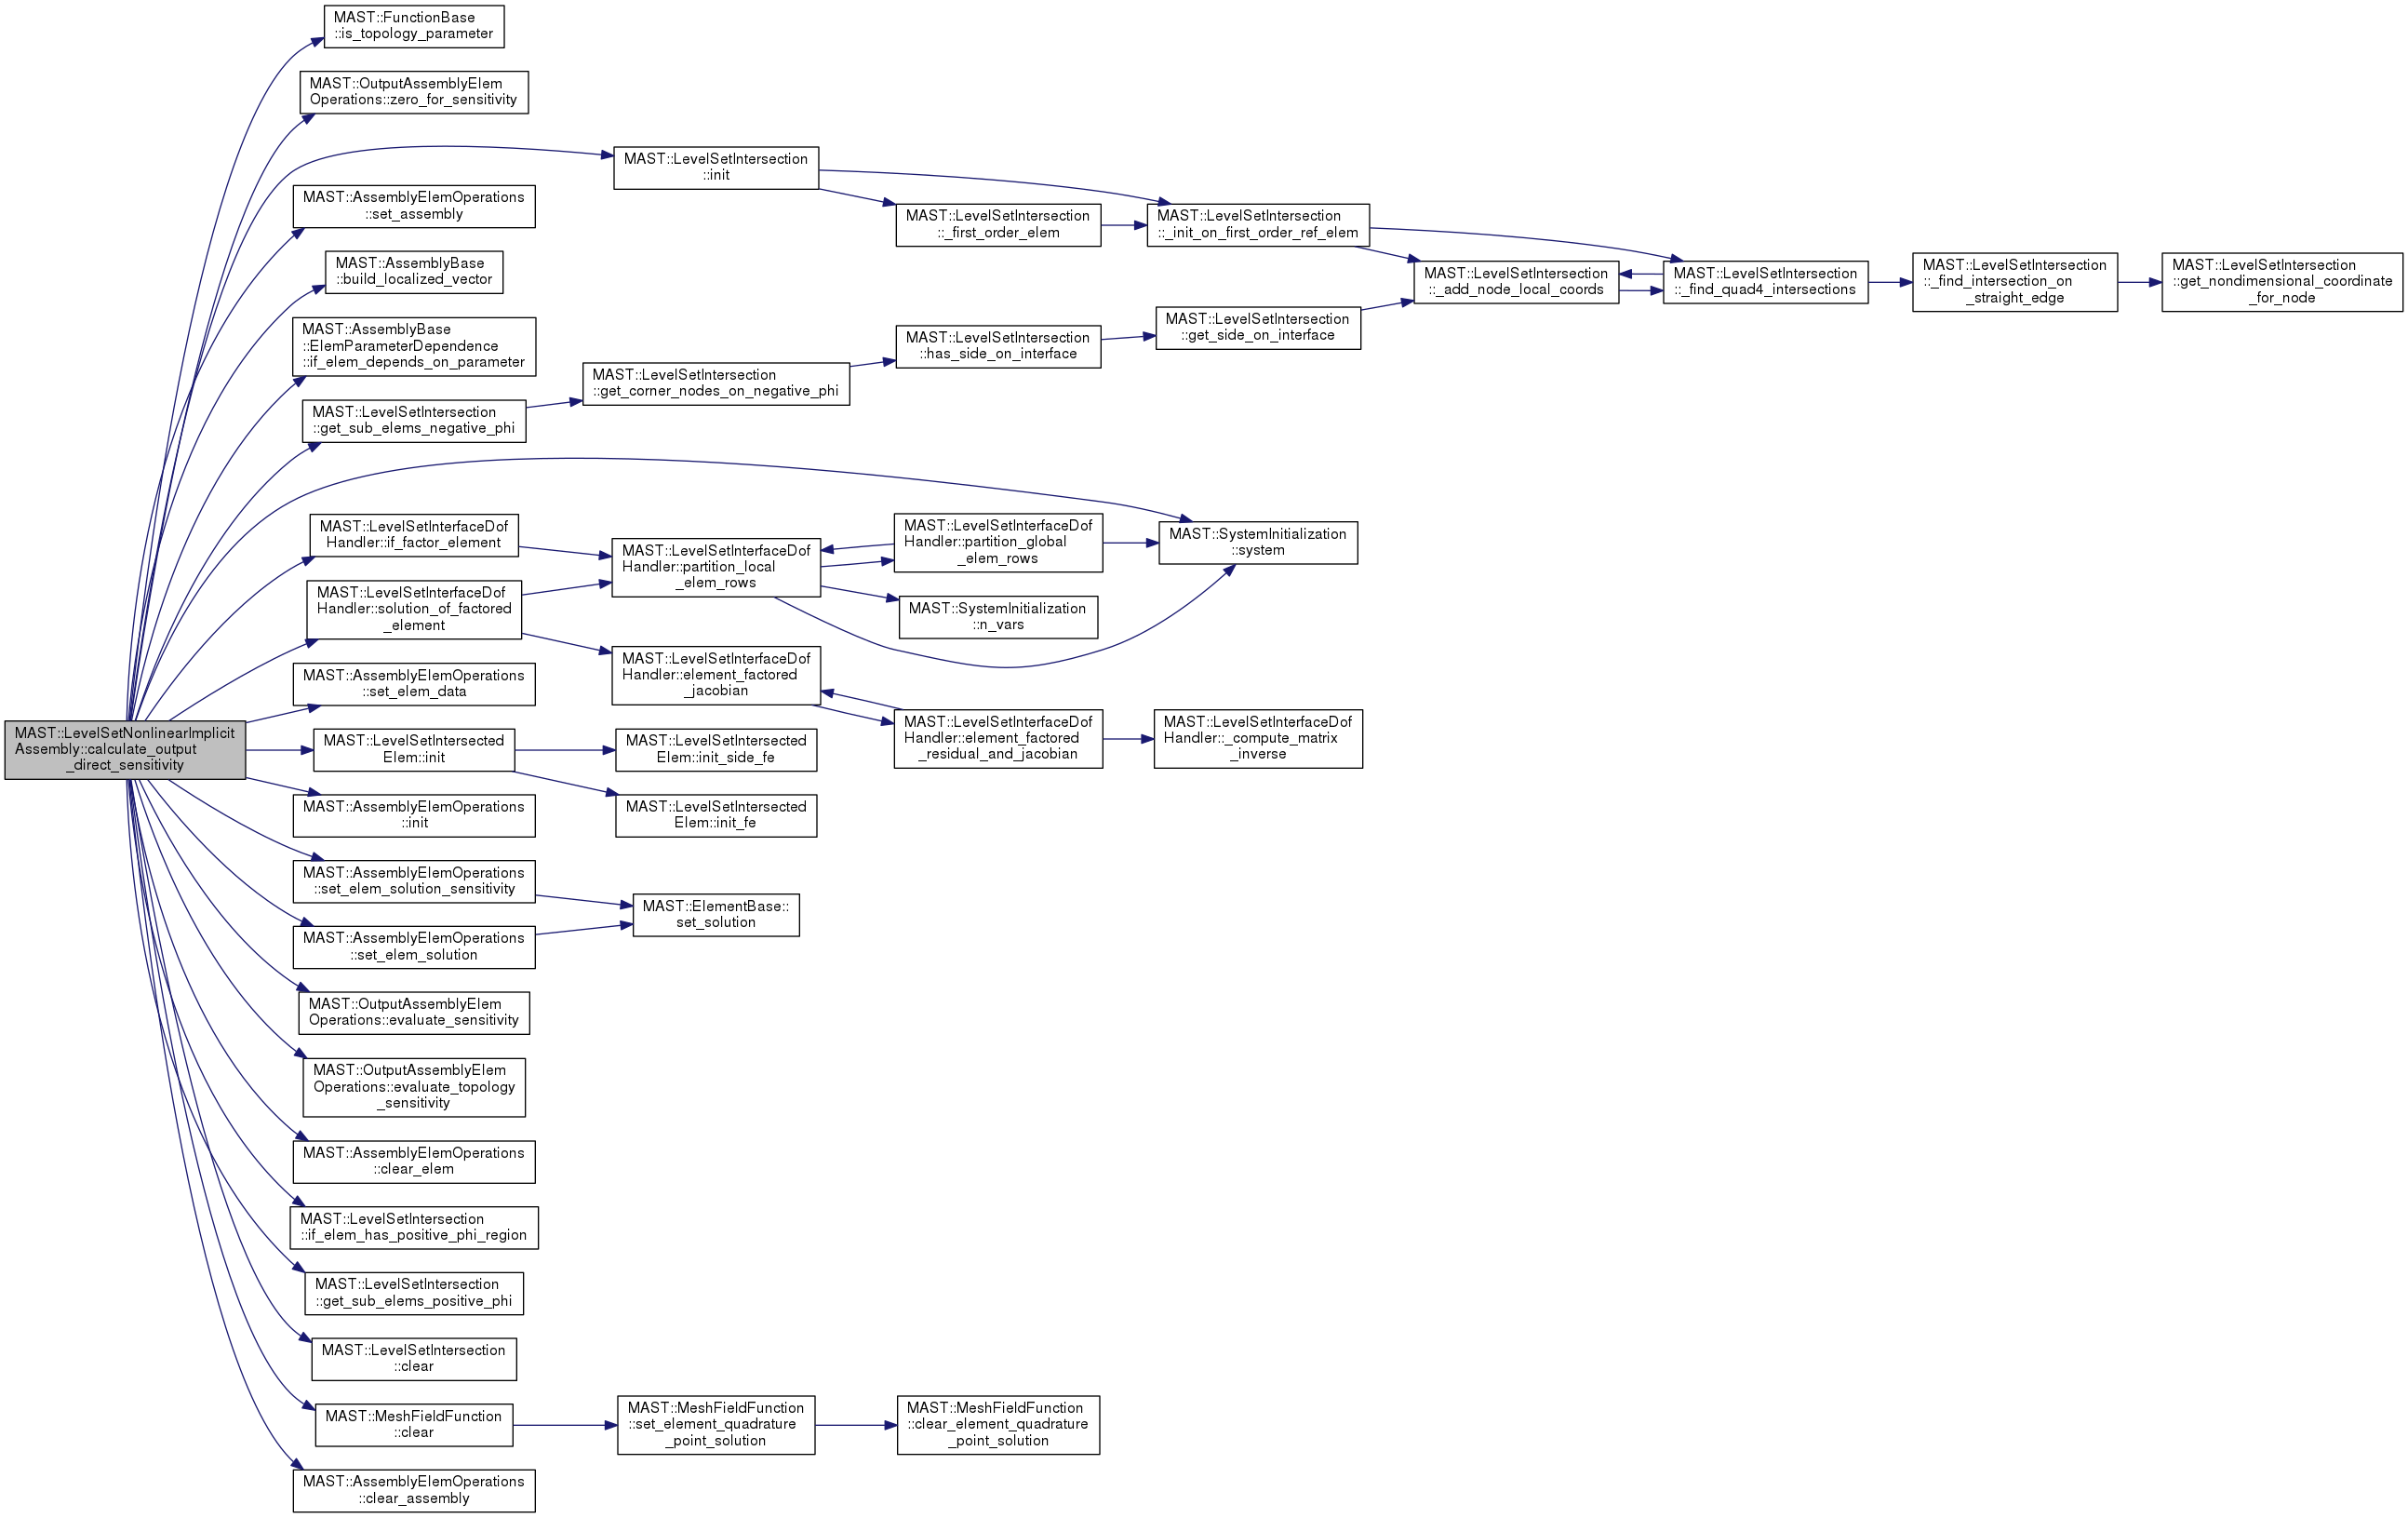 MAST::FunctionBase
::is_topology_parameter
MAST::OutputAssemblyElem
Operations::zero_for_sensitivity
MAST::LevelSetIntersection
::init
MAST::AssemblyElemOperations
::set_assembly
MAST::LevelSetIntersection
::_first_order_elem
MAST::LevelSetIntersection
::_init_on_first_order_ref_elem
MAST::AssemblyBase
::build_localized_vector
MAST::LevelSetIntersection
::_add_node_local_coords
MAST::LevelSetIntersection
::_find_quad4_intersections
MAST::LevelSetIntersection
::_find_intersection_on
_straight_edge
MAST::LevelSetIntersection
::get_nondimensional_coordinate
_for_node
MAST::AssemblyBase
::ElemParameterDependence
::if_elem_depends_on_parameter
MAST::LevelSetIntersection
::has_side_on_interface
MAST::LevelSetIntersection
::get_side_on_interface
MAST::LevelSetIntersection
::get_corner_nodes_on_negative_phi
MAST::LevelSetIntersection
::get_sub_elems_negative_phi
MAST::LevelSetInterfaceDof
Handler::if_factor_element
MAST::LevelSetInterfaceDof
Handler::partition_local
_elem_rows
MAST::LevelSetInterfaceDof
Handler::partition_global
_elem_rows
MAST::SystemInitialization
::system
MAST::LevelSetInterfaceDof
Handler::solution_of_factored
_element
MAST::SystemInitialization
::n_vars
MAST::AssemblyElemOperations
::set_elem_data
MAST::LevelSetInterfaceDof
Handler::element_factored
_jacobian
MAST::LevelSetInterfaceDof
Handler::element_factored
_residual_and_jacobian
MAST::LevelSetInterfaceDof
Handler::_compute_matrix
_inverse
MAST::LevelSetNonlinearImplicit
Assembly::calculate_output
_direct_sensitivity
MAST::LevelSetIntersected
Elem::init
MAST::LevelSetIntersected
Elem::init_side_fe
MAST::AssemblyElemOperations
::init
MAST::LevelSetIntersected
Elem::init_fe
MAST::AssemblyElemOperations
::set_elem_solution_sensitivity
MAST::ElementBase::
set_solution
MAST::AssemblyElemOperations
::set_elem_solution
MAST::OutputAssemblyElem
Operations::evaluate_sensitivity
MAST::OutputAssemblyElem
Operations::evaluate_topology
_sensitivity
MAST::AssemblyElemOperations
::clear_elem
MAST::LevelSetIntersection
::if_elem_has_positive_phi_region
MAST::LevelSetIntersection
::get_sub_elems_positive_phi
MAST::LevelSetIntersection
::clear
MAST::MeshFieldFunction
::clear
MAST::MeshFieldFunction
::set_element_quadrature
_point_solution
MAST::MeshFieldFunction
::clear_element_quadrature
_point_solution
MAST::AssemblyElemOperations
::clear_assembly